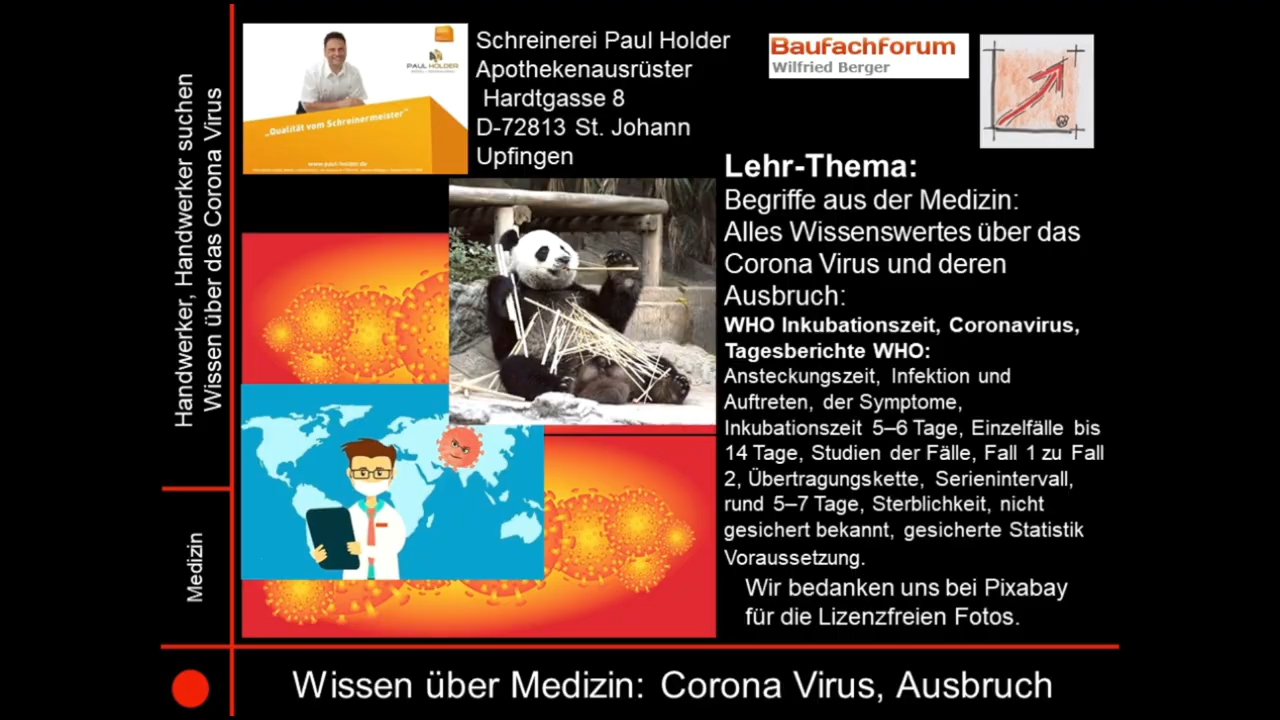 Handwerker, Handwerker suchen
Wissen über das Corona Virus
Medizin
PAUL HOLDER
„Qualität vom Schreinermeister“
www.paul-holder.de
Schreinerei Paul Holder
Apothekenausrüster
Hardtgasse 8
D-72813 St. Johann
Upfingen
Baufachforum
Wilfried Berger
Lehr-Thema:
Begriffe aus der Medizin:
Alles Wissenswertes über das
Corona Virus und deren
Ausbruch:
WHO Inkubationszeit, Coronavirus,
Tagesberichte WHO:
Ansteckungszeit, Infektion und
Auftreten, der Symptome,
Inkubationszeit 5–6 Tage, Einzelfälle bis
14 Tage, Studien der Fälle, Fall 1 zu Fall
2, Übertragungskette, Serienintervall,
rund 5–7 Tage, Sterblichkeit, nicht
gesichert bekannt, gesicherte Statistik
Voraussetzung.
Wir bedanken uns bei Pixabay
für die Lizenzfreien Fotos.
Wissen über Medizin: Corona Virus, Ausbruch